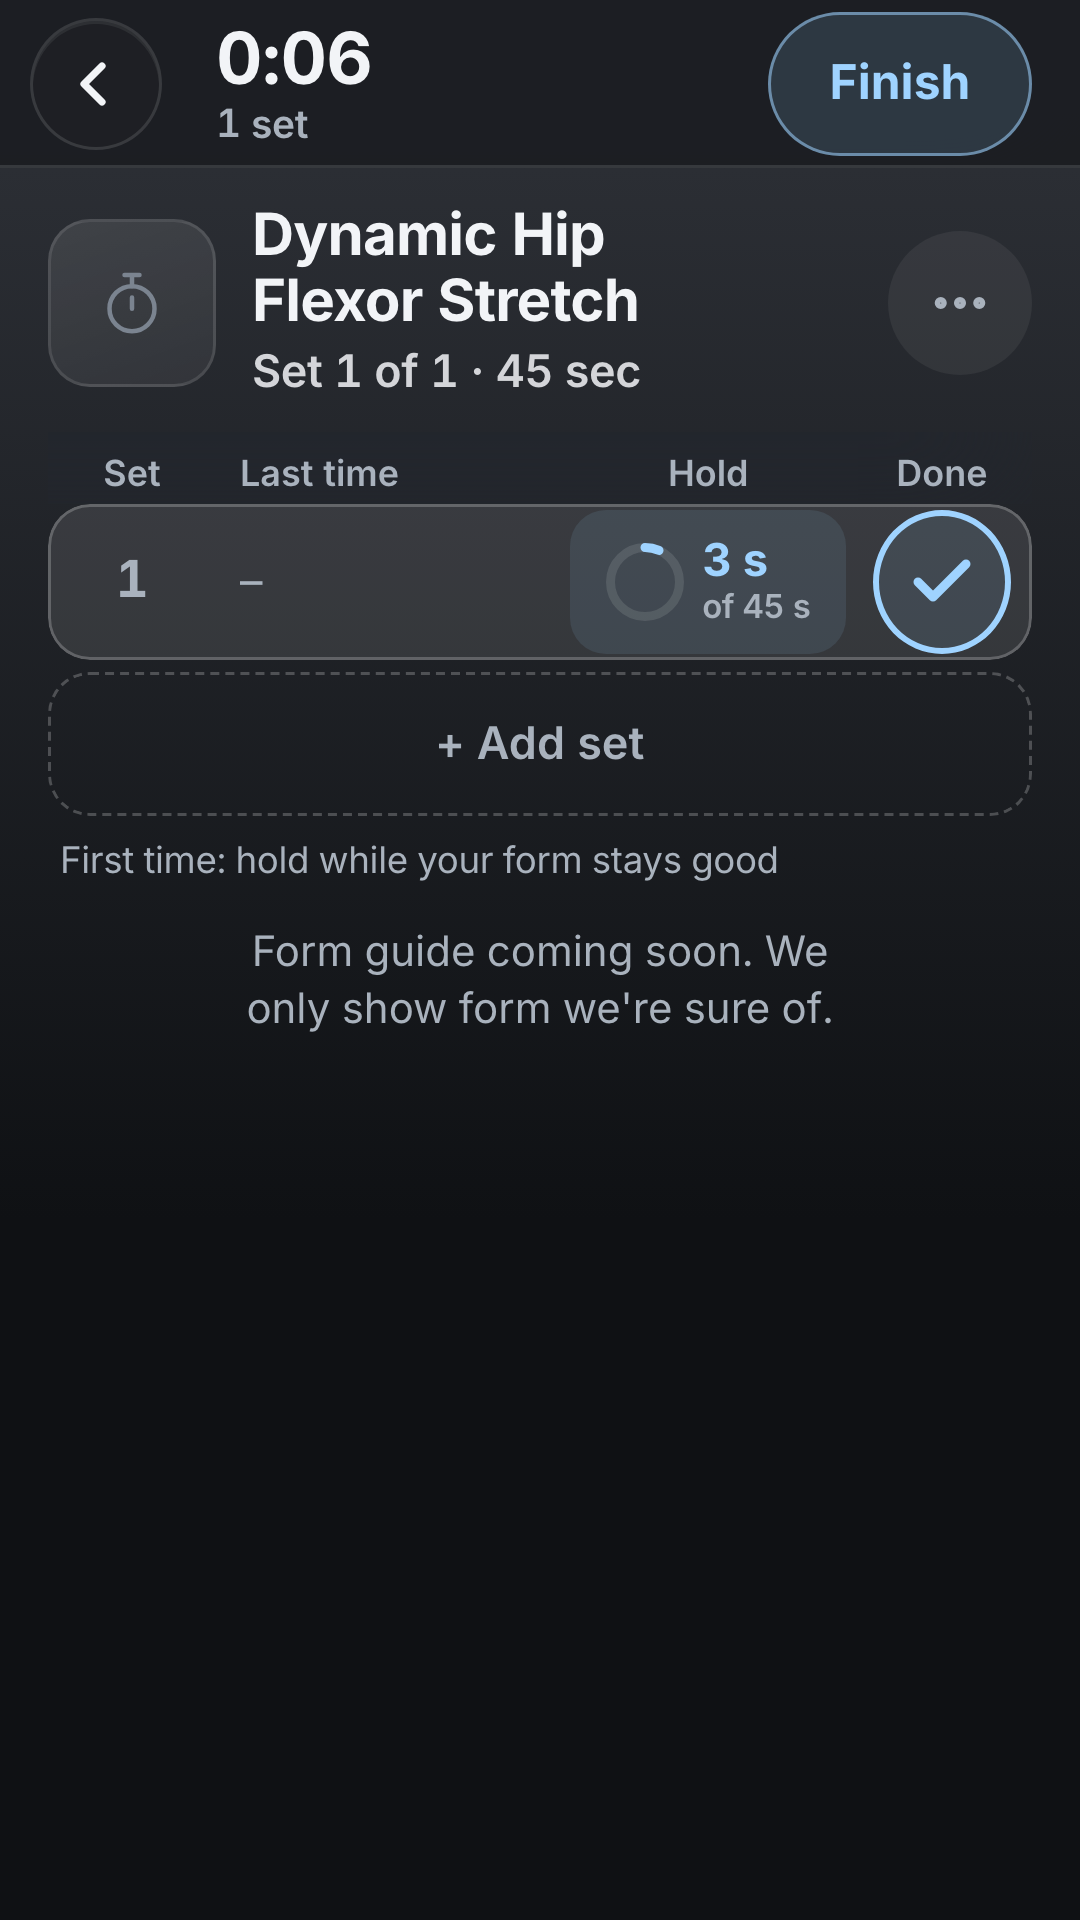 0:06
1 set
Finish
Dynamic Hip
Flexor Stretch
Set 1 of 1 · 45 sec
Set Last time Hold Done
1 – 3 s
of 45 s
+ Add set
First time: hold while your form stays good
Form guide coming soon. We
only show form we're sure of.